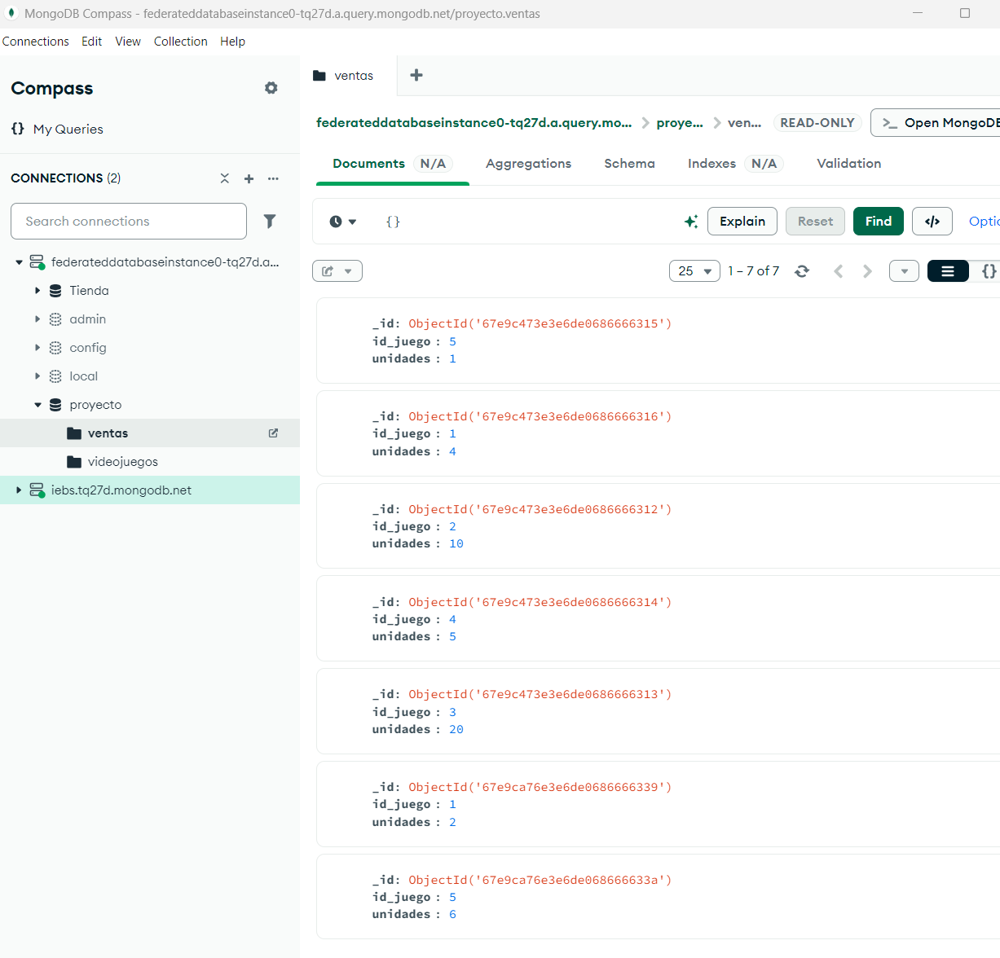 MongoDB Compass - federateddatabaseinstance0-tq27d.a.query.mongodb.net/proyecto.ventas
Connections Edit View Collection Help
Compass
{} My Queries
CONNECTIONS (2)
Search connections
federateddatabaseinstance0-tq27d.a...
Tienda
admin
config
local
proyecto
ventas
videojuegos
iebs.tq27d.mongodb.net
ventas
federateddatabaseinstance0-tq27d.a.query.mo... > proye... > ven... READ-ONLY >_ Open MongoDB
Documents N/A Aggregations Schema Indexes N/A Validation
{} Explain Reset Find </> Optio
25 1 – 7 of 7 {}
_id: ObjectId('67e9c473e3e6de0686666315')
id_juego : 5
unidades : 1
_id: ObjectId('67e9c473e3e6de0686666316')
id_juego : 1
unidades : 4
_id: ObjectId('67e9c473e3e6de0686666312')
id_juego : 2
unidades : 10
_id: ObjectId('67e9c473e3e6de0686666314')
id_juego : 4
unidades : 5
_id: ObjectId('67e9c473e3e6de0686666313')
id_juego : 3
unidades : 20
_id: ObjectId('67e9ca76e3e6de0686666339')
id_juego : 1
unidades : 2
_id: ObjectId('67e9ca76e3e6de068666633a')
id_juego : 5
unidades : 6